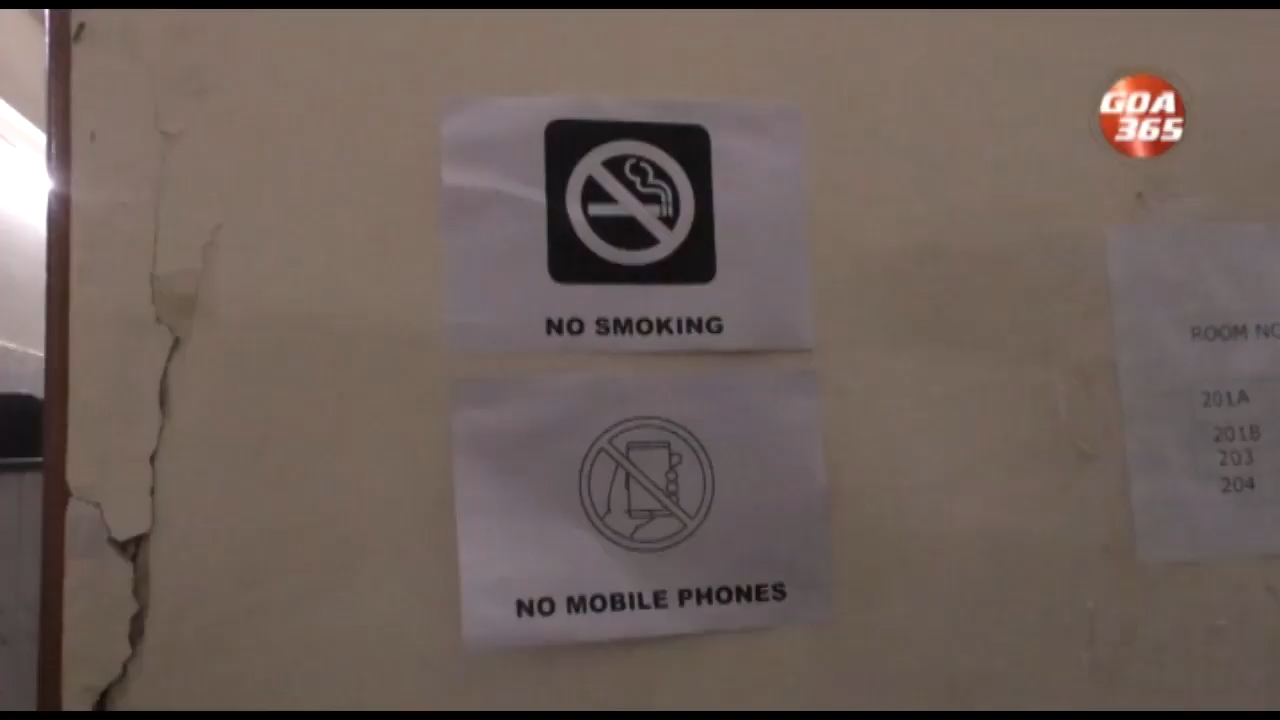 GOA
365
NO SMOKING
NO MOBILE PHONES
ROOM NO
201A
201B
203
204